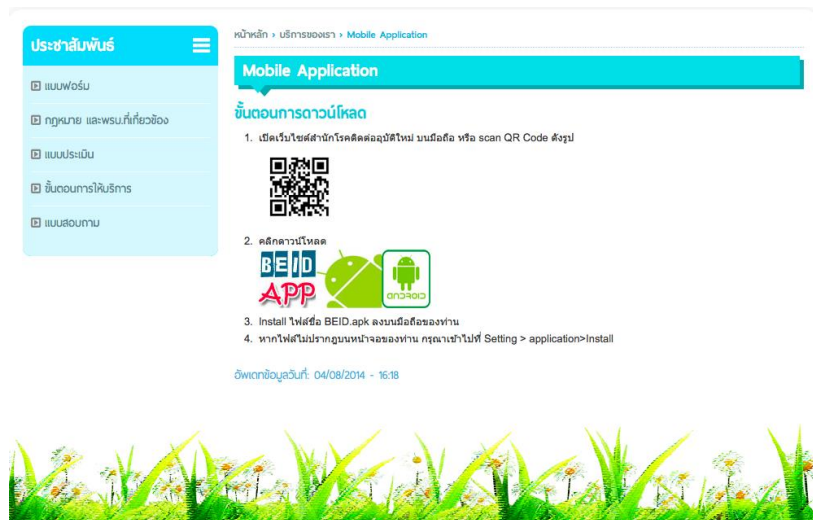 ประชาสัมพันธ์
แบบฟอร์ม
กฎหมาย และพรบ.ที่เกี่ยวข้อง
แบบประเมิน
ขั้นตอนการให้บริการ
แบบสอบถาม
หน้าหลัก › บริการของเรา › Mobile Application
Mobile Application
ขั้นตอนการดาวน์โหลด
1. เปิดเว็บไซต์สำนักโรคติดต่ออุบัติใหม่ บนมือถือ หรือ scan QR Code ดังรูป
2. คลิกดาวน์โหลด
BEID
APP
ANDROID
3. Install ไฟล์ชื่อ BEID.apk ลงบนมือถือของท่าน
4. หากไฟล์ไม่ปรากฎบนหน้าจอของท่าน กรุณาเข้าไปที่ Setting > application>Install
อัพเดทข้อมูลวันที่: 04/08/2014 - 16:18